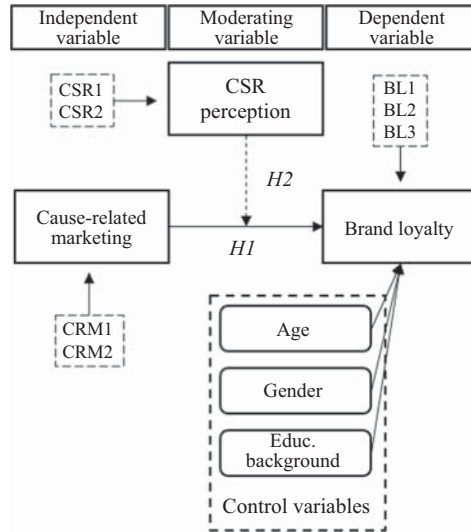 Independent
variable
Moderating
variable
Dependent
variable
CSR1
CSR2
CSR
perception
BL1
BL2
BL3
H2
Cause-related
marketing
H1
Brand loyalty
CRM1
CRM2
Age
Gender
Educ.
background
Control variables